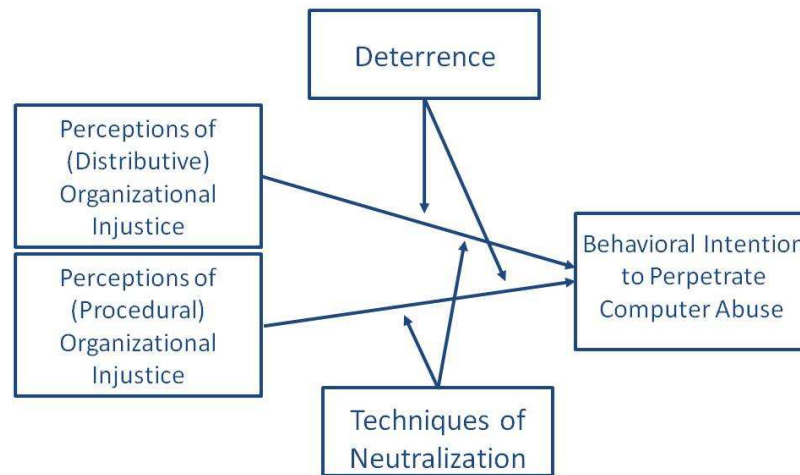 Deterrence
Perceptions of
(Distributive)
Organizational
Injustice
Perceptions of
(Procedural)
Organizational
Injustice
Behavioral Intention
to Perpetrate
Computer Abuse
Techniques of
Neutralization